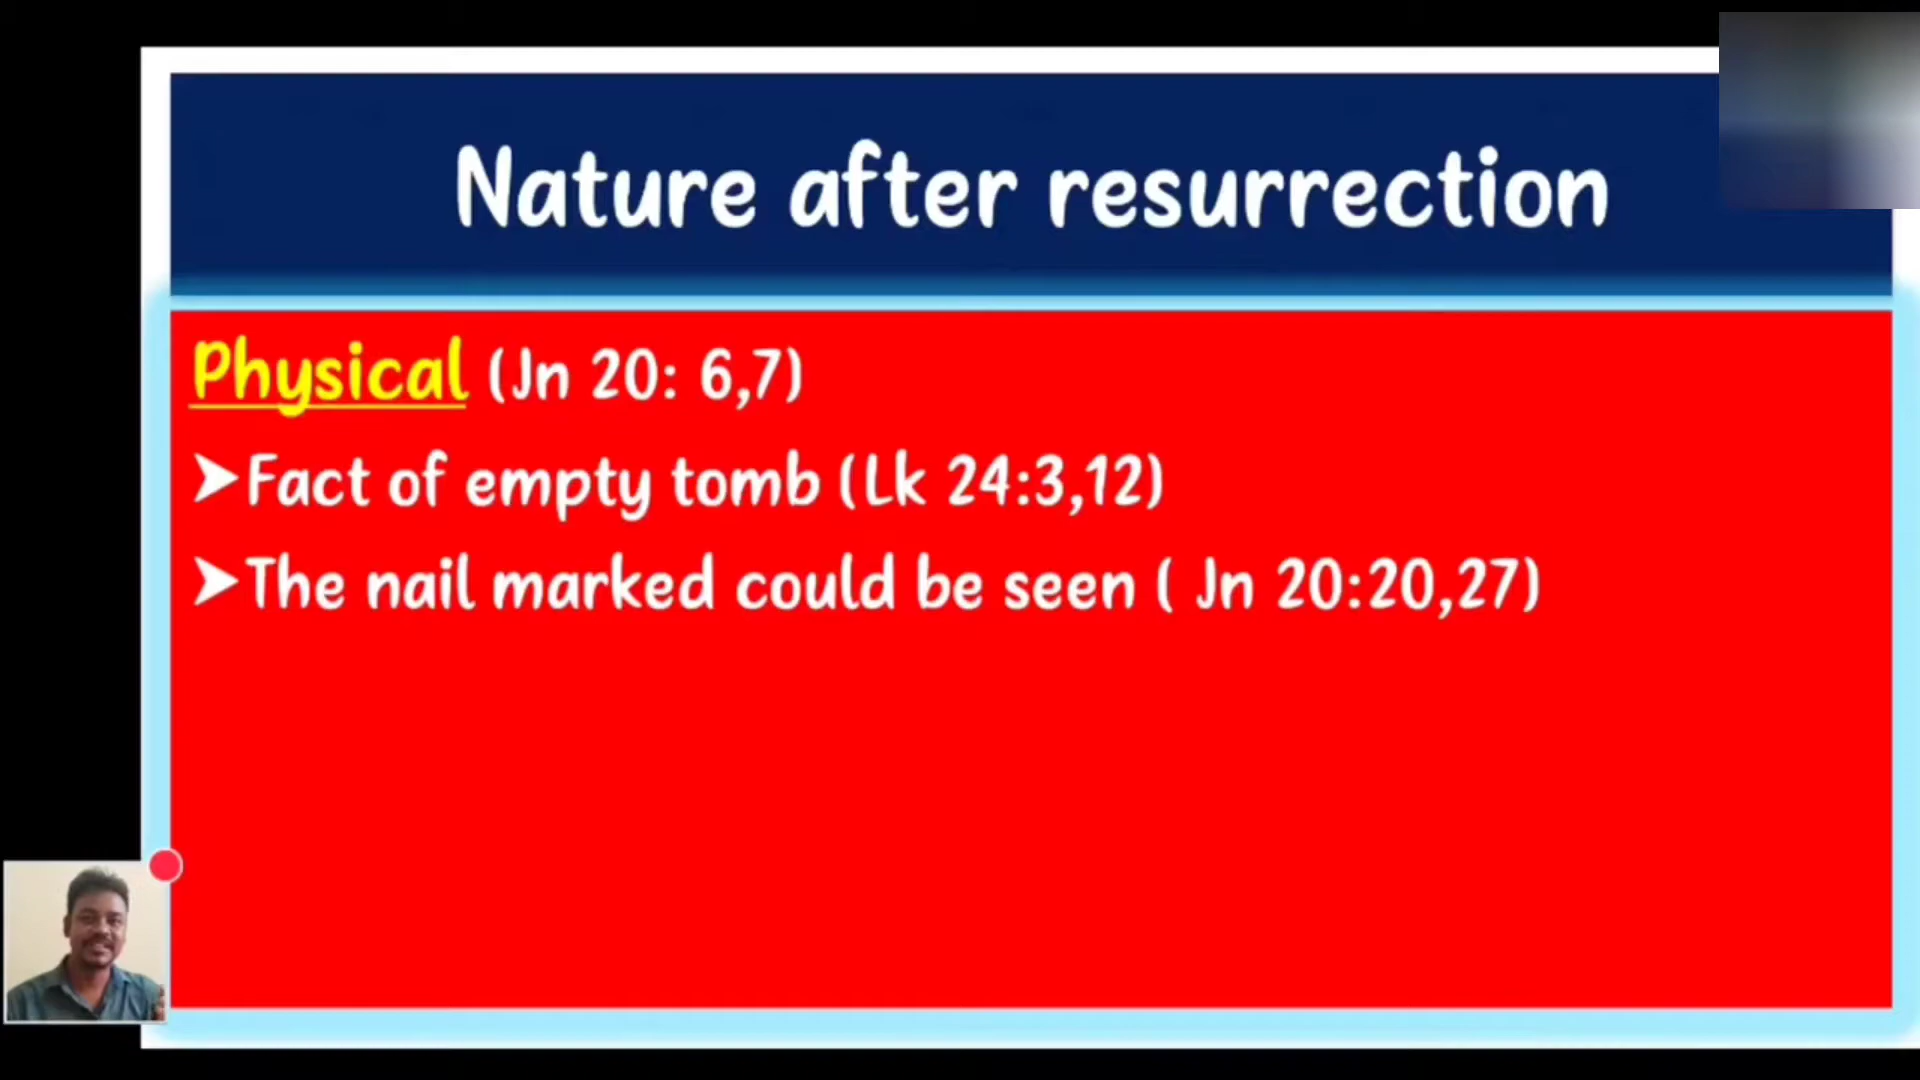 Nature after resurrection
Physical (Jn 20: 6,7)
➤Fact of empty tomb (Lk 24:3,12)
➤The nail marked could be seen ( Jn 20:20,27)